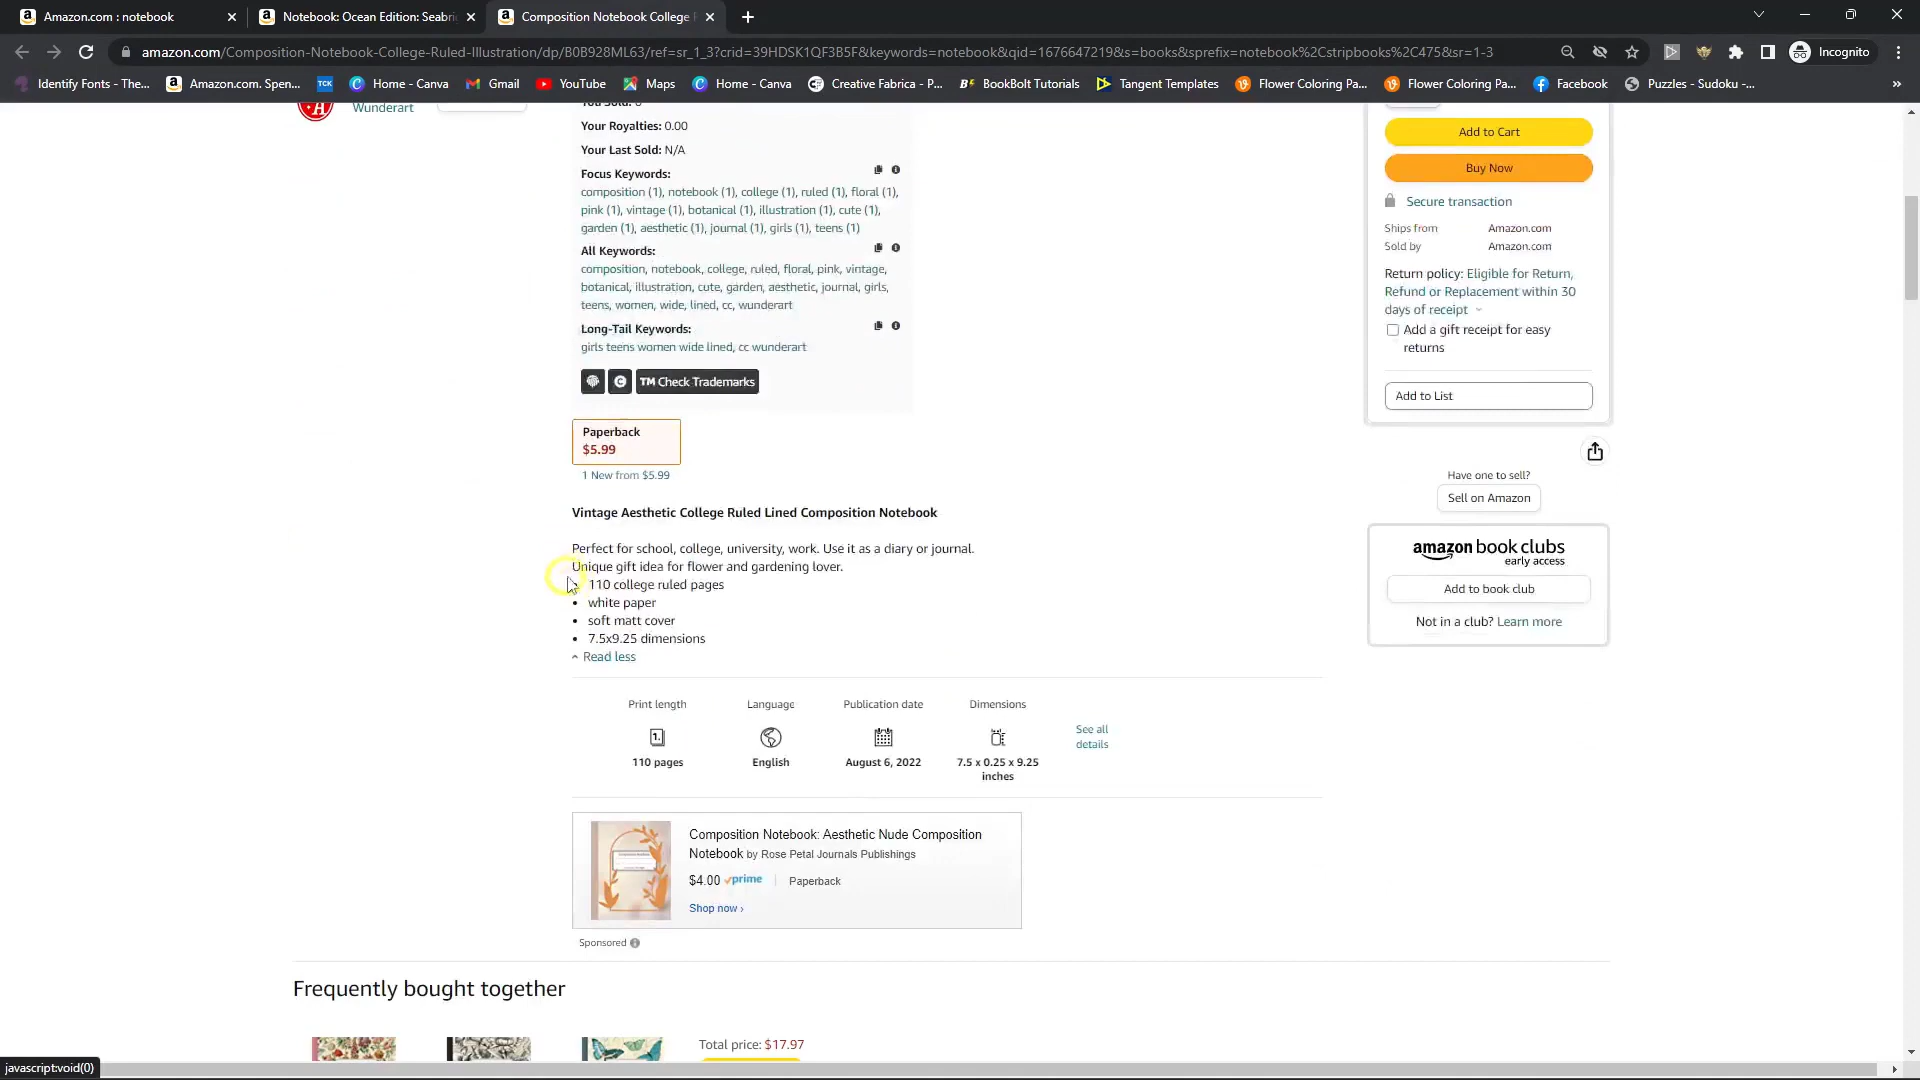 Amazon.com : notebook
Notebook: Ocean Edition: Seabri
Composition Notebook College
amazon.com/Composition-Notebook-College-Ruled-Illustration/dp/B0B928ML63/ref=sr_1_3?crid=39HDSK1QF3B5F&keywords=notebook&qid=1676647219&s=books&sprefix=notebook%2Cstripbooks%2C475&sr=1-3
Incognito
Identify Fonts - The...
Amazon.com. Spen...
TCK
Home - Canva
Gmail
YouTube
Maps
Home - Canva
Creative Fabrica - P...
BookBolt Tutorials
Tangent Templates
Flower Coloring Pa...
Flower Coloring Pa...
Facebook
Puzzles - Sudoku -...
Wunderart
Your Royalties: 0.00
Your Last Sold: N/A
Focus Keywords:
composition (1), notebook (1), college (1), ruled (1), floral (1),
pink (1), vintage (1), botanical (1), illustration (1), cute (1),
garden (1), aesthetic (1), journal (1), girls (1), teens (1)
All Keywords:
composition, notebook, college, ruled, floral, pink, vintage,
botanical, illustration, cute, garden, aesthetic, journal, girls,
teens, women, wide, lined, cc, wunderart
Long-Tail Keywords:
girls teens women wide lined, cc wunderart
TM Check Trademarks
Paperback
$5.99
1 New from $5.99
Vintage Aesthetic College Ruled Lined Composition Notebook
Perfect for school, college, university, work. Use it as a diary or journal.
Unique gift idea for flower and gardening lover.
110 college ruled pages
white paper
soft matt cover
7.5x9.25 dimensions
Read less
Print length
110 pages
Language
English
Publication date
August 6, 2022
Dimensions
7.5 x 0.25 x 9.25
inches
See all
details
Composition Notebook: Aesthetic Nude Composition
Notebook by Rose Petal Journals Publishings
$4.00 prime
Paperback
Shop now ›
Sponsored
Frequently bought together
Total price: $17.97
Add to Cart
Buy Now
Secure transaction
Ships from Amazon.com
Sold by Amazon.com
Return policy: Eligible for Return,
Refund or Replacement within 30
days of receipt
Add a gift receipt for easy
returns
Add to List
Have one to sell?
Sell on Amazon
amazon book clubs
early access
Add to book club
Not in a club? Learn more
javascript:void(0)